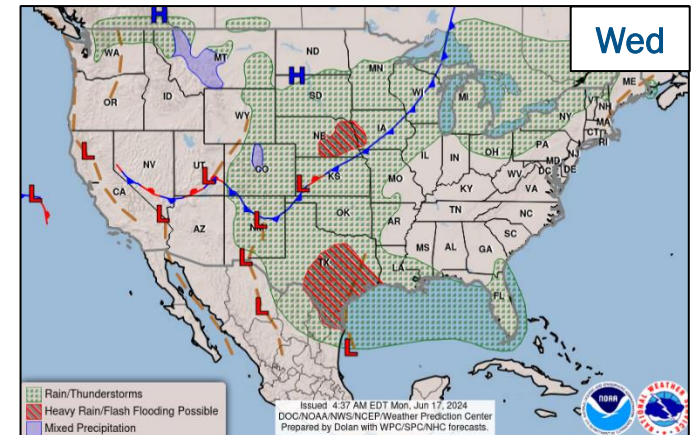 Wed
H
WA
MT
ND
MN
ME
H
OR
ID
SD
WI
MI
NY
VT
NH
MA
CT
RI
WY
NE
IA
PA
NJ
L
NV
UT
L
CO
L
KS
MO
IL
IN
OH
WV
MD
DE
DC
VA
KY
CA
L
L
AZ
L
NM
OK
AR
TN
NC
SC
L
TX
LA
MS
AL
GA
FL
L
L
L
Rain/Thunderstorms
Heavy Rain/Flash Flooding Possible
Mixed Precipitation
Issued 4:37 AM EDT Mon, Jun 17, 2024
DOC/NOAA/NWS/NCEP/Weather Prediction Center
Prepared by Dolan with WPC/SPC/NHC forecasts.
NOAA
NATIONAL WEATHER SERVICE